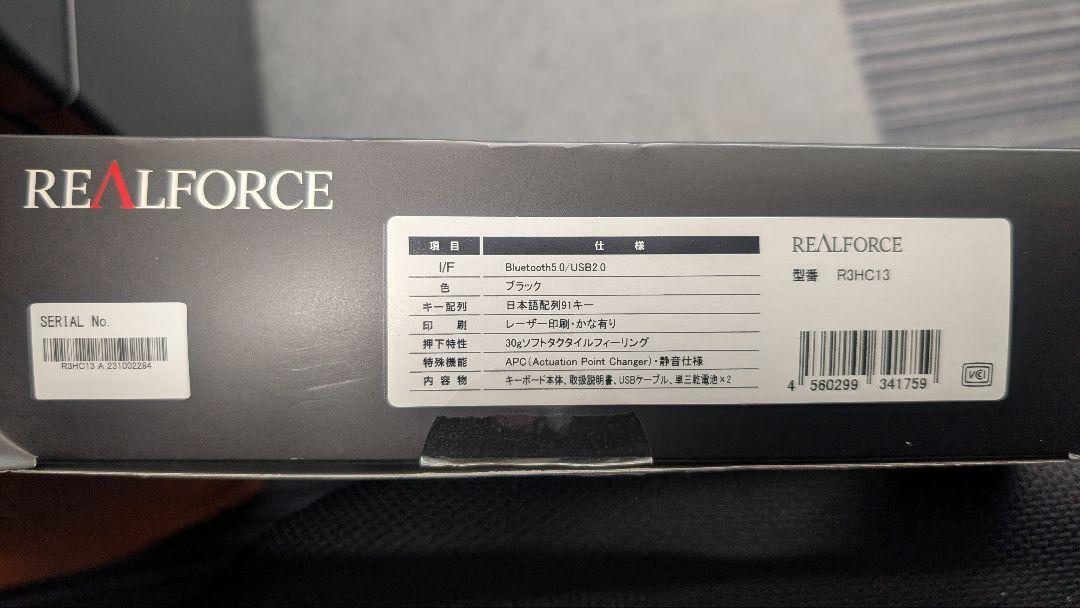 REALFORCE
SERIAL No.
R3HC13 A 231002284
項目 仕様
I/F Bluetooth5.0/USB2.0
色 ブラック
キー配列 日本語配列91キー
印刷 レーザー印刷・かな有り
押下特性 30gソフトタクタイルフィーリング
特殊機能 APC(Actuation Point Changer)・静音仕様
内容物 キーボード本体、取扱説明書、USBケーブル、単三乾電池×2
REALFORCE
型番 R3HC13
4 560299 341759
VCI